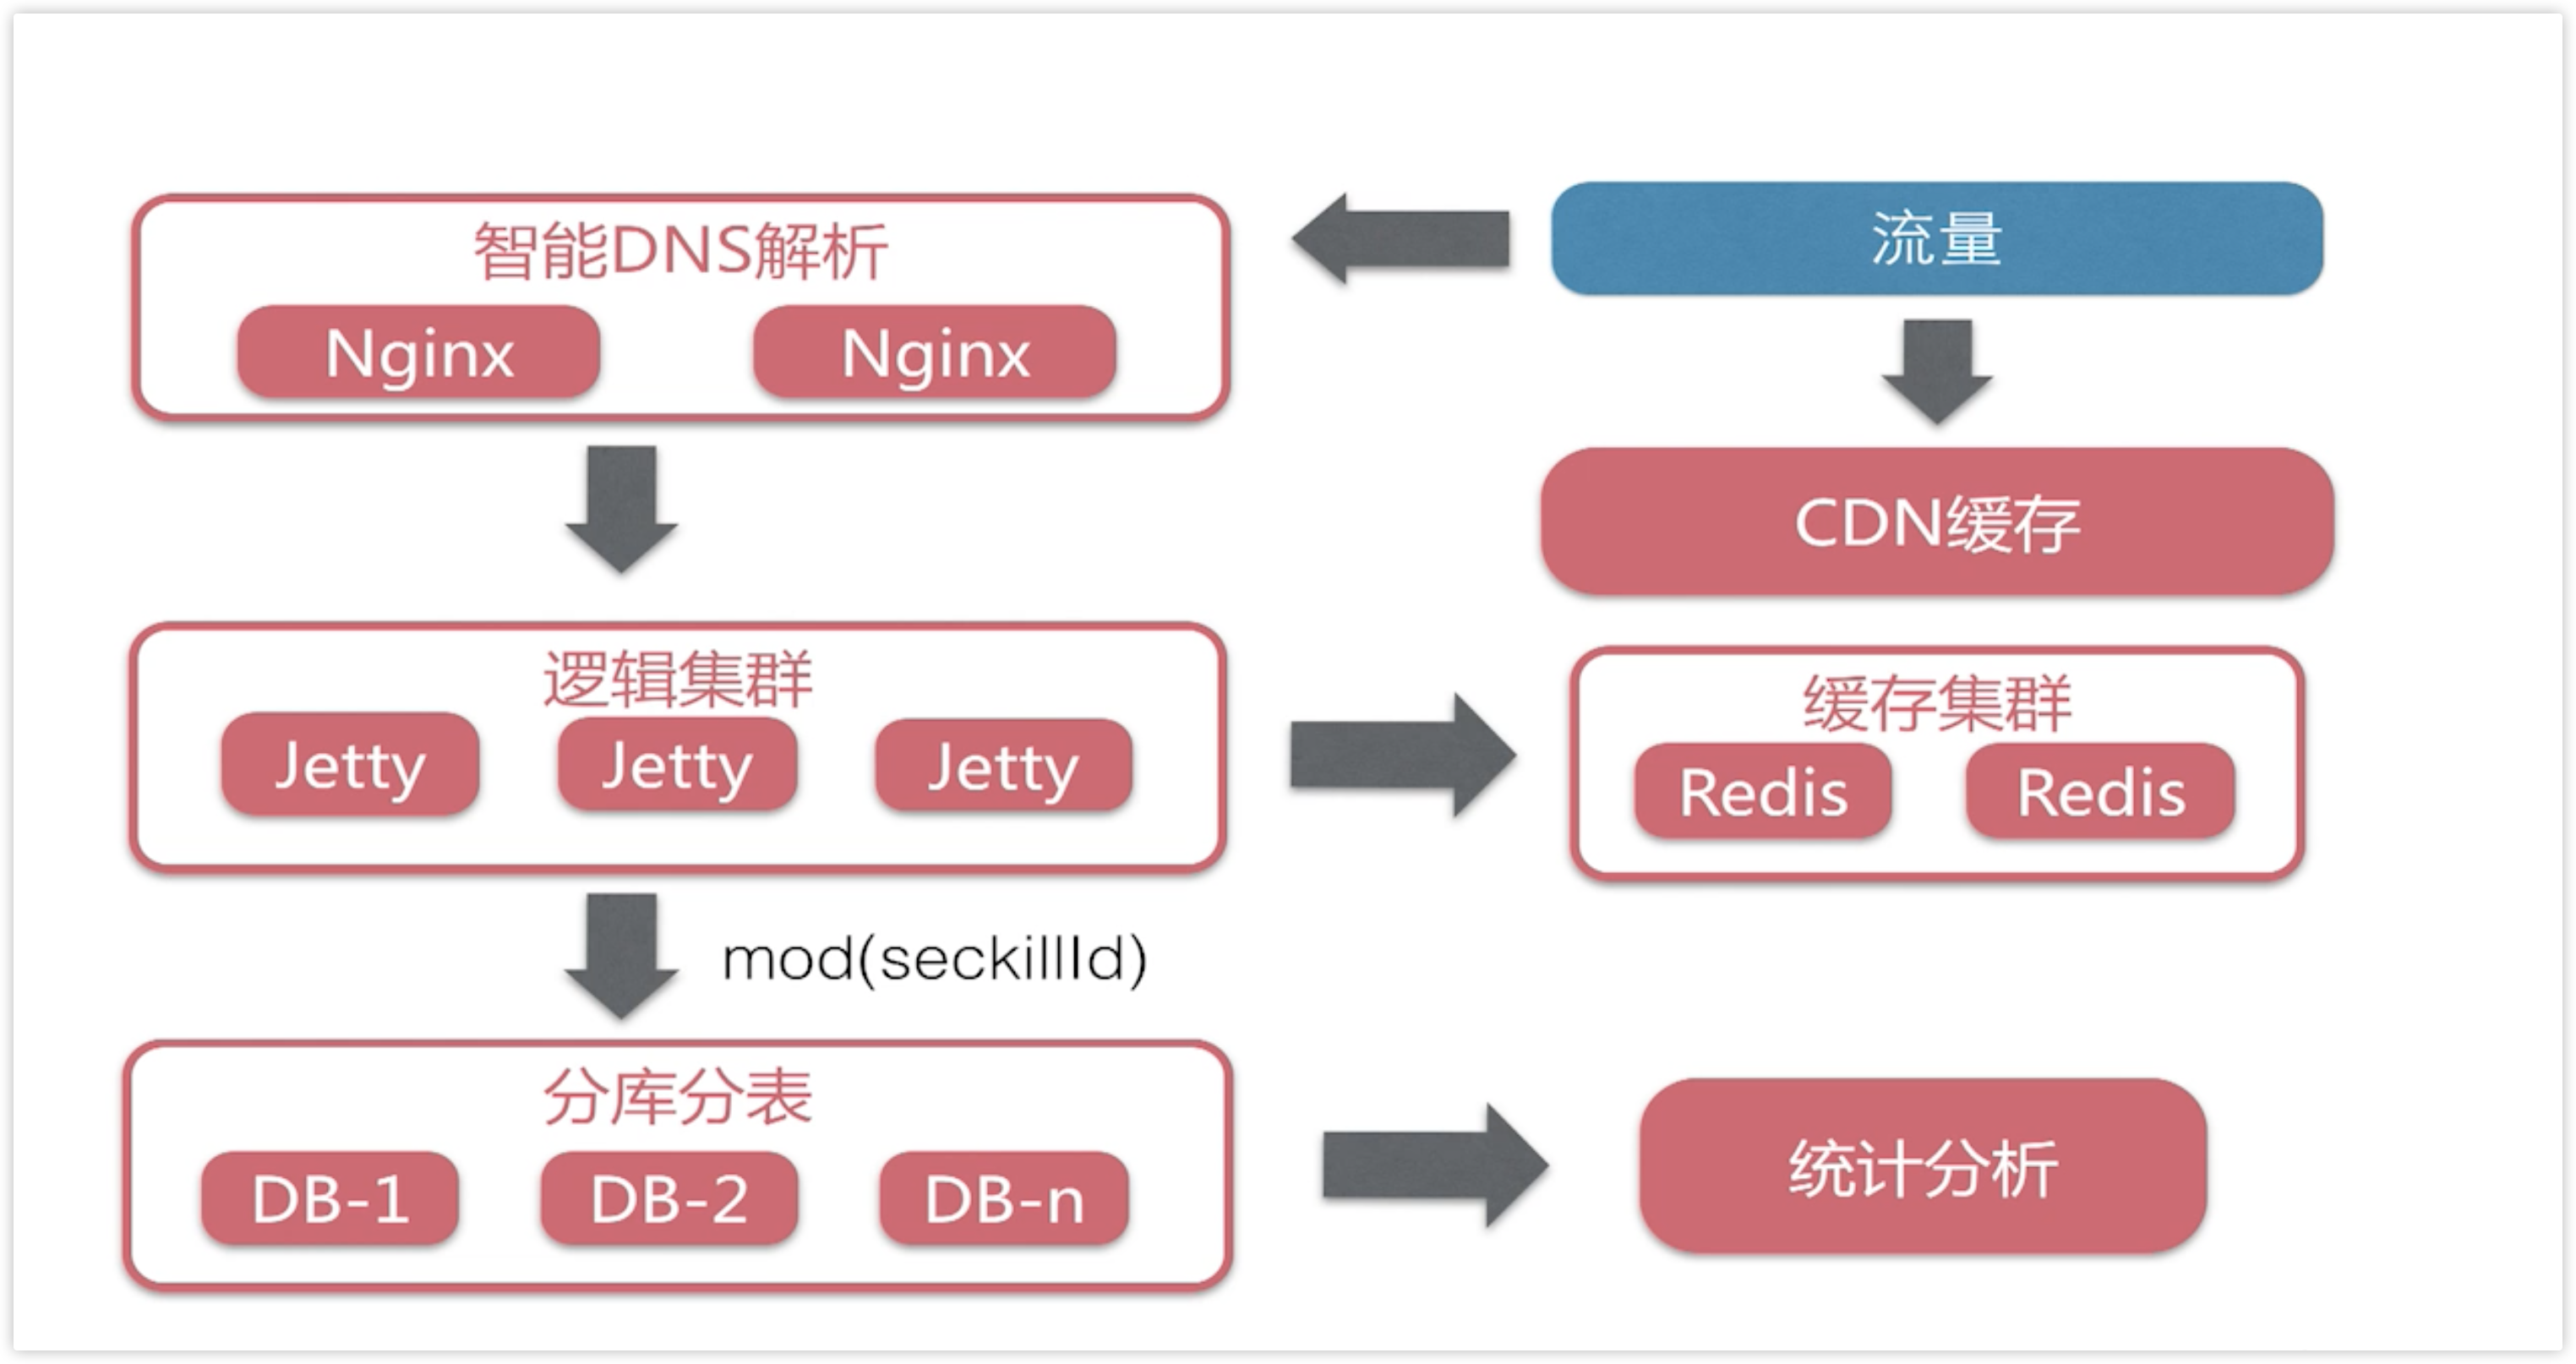 流量
智能DNS解析
Nginx Nginx
CDN缓存
逻辑集群
Jetty Jetty Jetty
缓存集群
Redis Redis
mod(seckillId)
分库分表
DB-1 DB-2 DB-n
统计分析